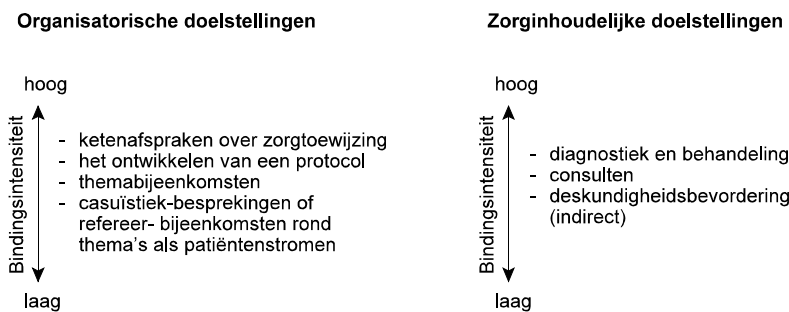 Organisatorische doelstellingen
hoog
Bindingsintensiteit
- ketenafspraken over zorgtoewijzing
- het ontwikkelen van een protocol
- themabijeenkomsten
- casuïstiek-besprekingen of
refereer- bijeenkomsten rond
thema's als patiëntenstromen
laag
Zorginhoudelijke doelstellingen
hoog
Bindingsintensiteit
- diagnostiek en behandeling
- consulten
- deskundigheidsbevordering
(indirect)
laag